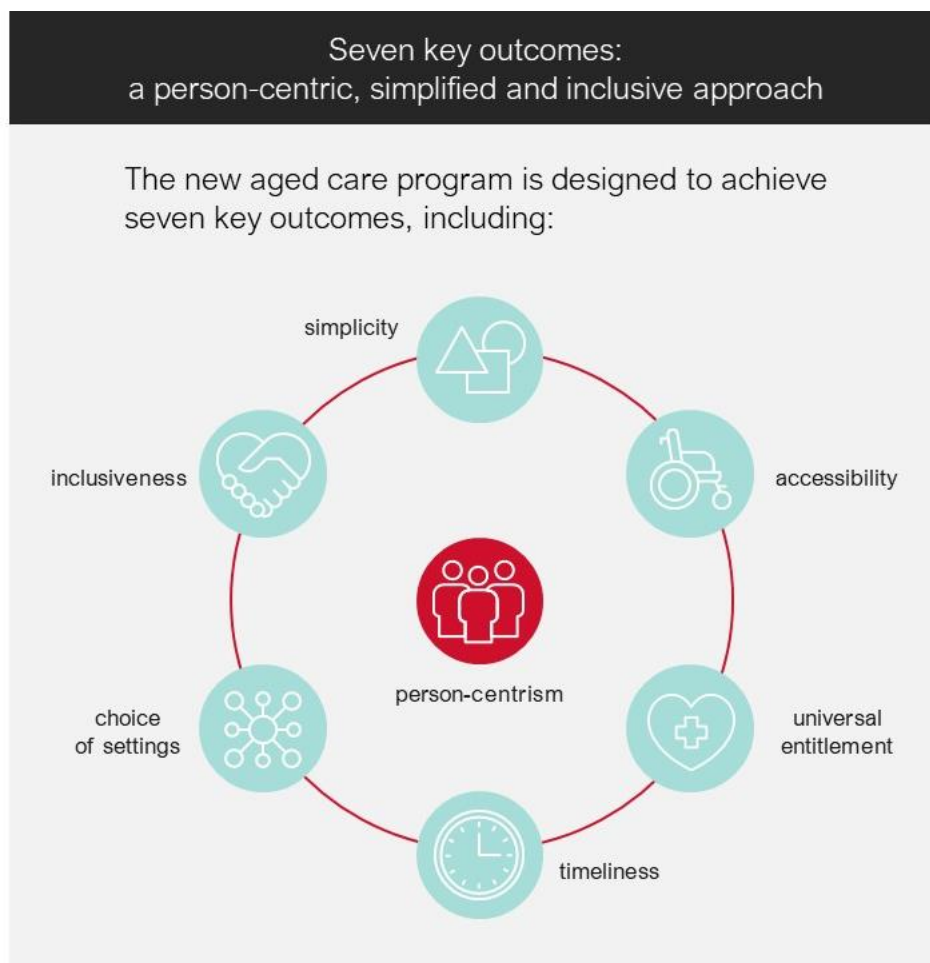 Seven key outcomes:
a person-centric, simplified and inclusive approach
The new aged care program is designed to achieve
seven key outcomes, including:
simplicity
inclusiveness
accessibility
person-centrism
choice
of settings
universal
entitlement
timeliness